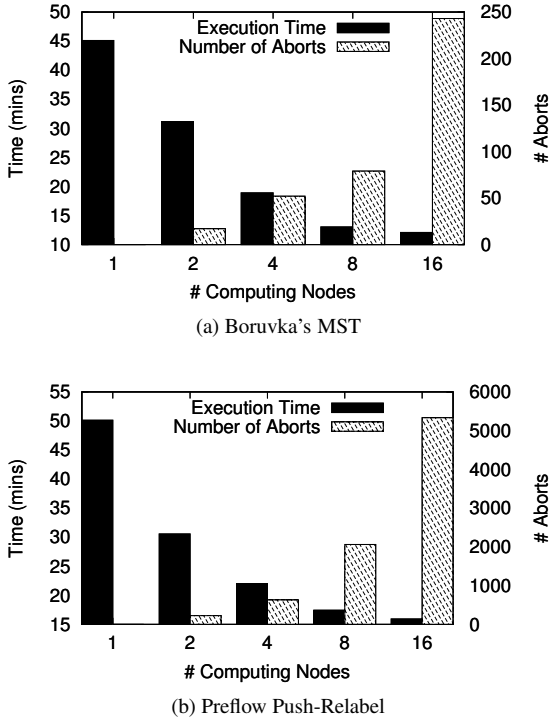 50
45
40
35
30
25
20
15
10
Time (mins)
Execution Time
Number of Aborts
250
200
150
100
50
0
# Aborts
1 2 4 8 16
# Computing Nodes
(a) Boruvka's MST
55
50
45
40
35
30
25
20
15
Time (mins)
Execution Time
Number of Aborts
6000
5000
4000
3000
2000
1000
0
# Aborts
1 2 4 8 16
# Computing Nodes
(b) Preflow Push-Relabel